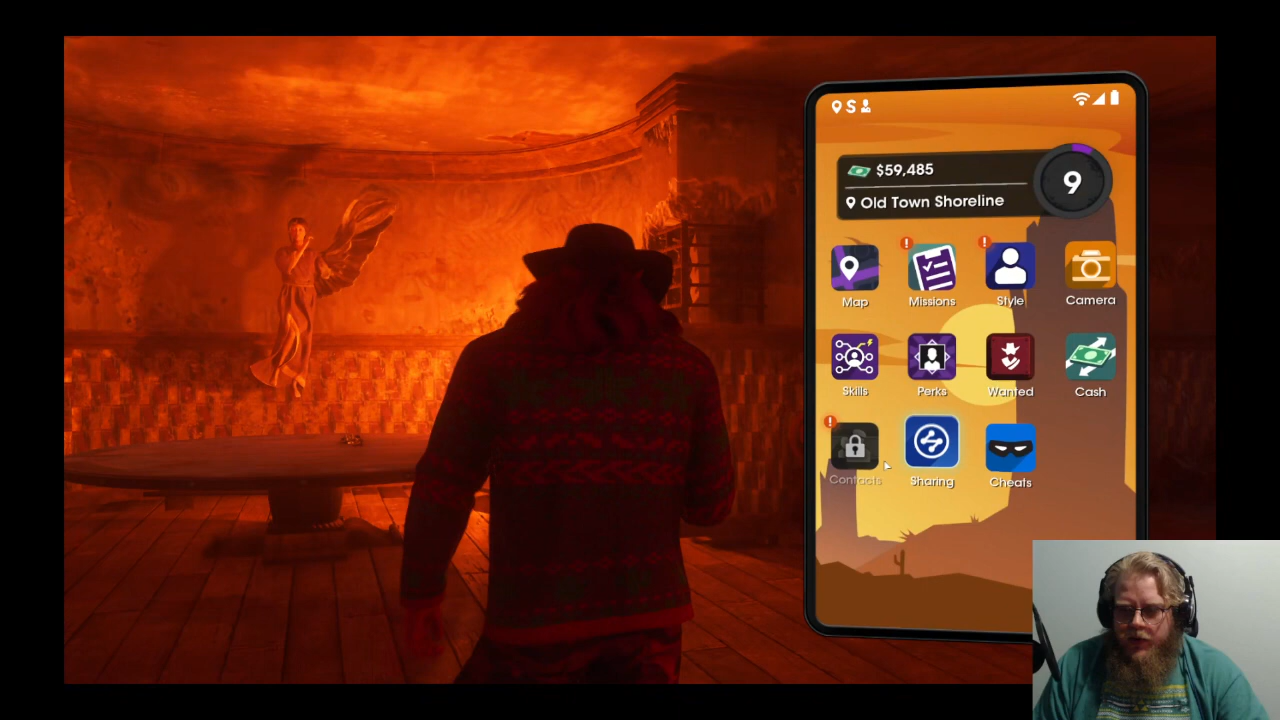 S
$59,485
9
Old Town Shoreline
!
!
Map
Missions
Style
Camera
Skills
Perks
Wanted
Cash
!
Contacts
Sharing
Cheats